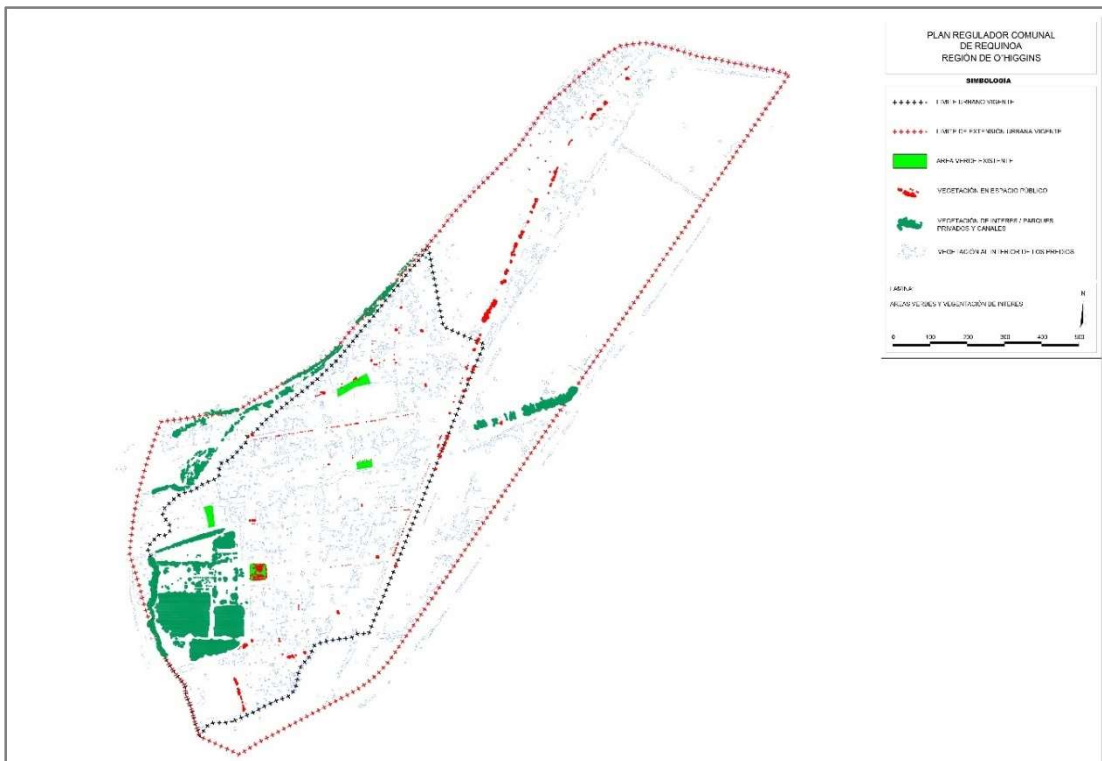 PLAN REGULADOR COMUNAL
DE REQUINOA
REGIÓN DE O'HIGGINS
SIMBOLOGIA
LIMITE URBANO VIGENTE
LIMITE DE EXTENSIÓN URBANA VIGENTE
AREA VERDE EXISTENTE
VEGETACIÓN EN ESPACIO PÚBLICO
VEGETACIÓN DE INTERES / PARQUES
PRIVADOS Y CANALES
VEGETACIÓN AL INTERIOR DE LOS PREDIOS
LAMINA:
AREAS VERDES Y VEGENTACIÓN DE INTERÉS
N
0 100 200 300 400 500